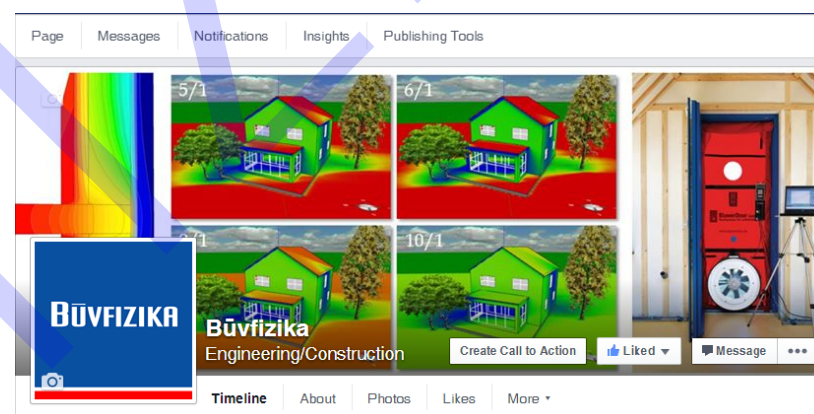 Page Messages Notifications Insights Publishing Tools
5/1 6/1
10/1
BŪVFIZIKA
Būvfizika
Engineering/Construction
Create Call to Action Liked Message
Timeline About Photos Likes More